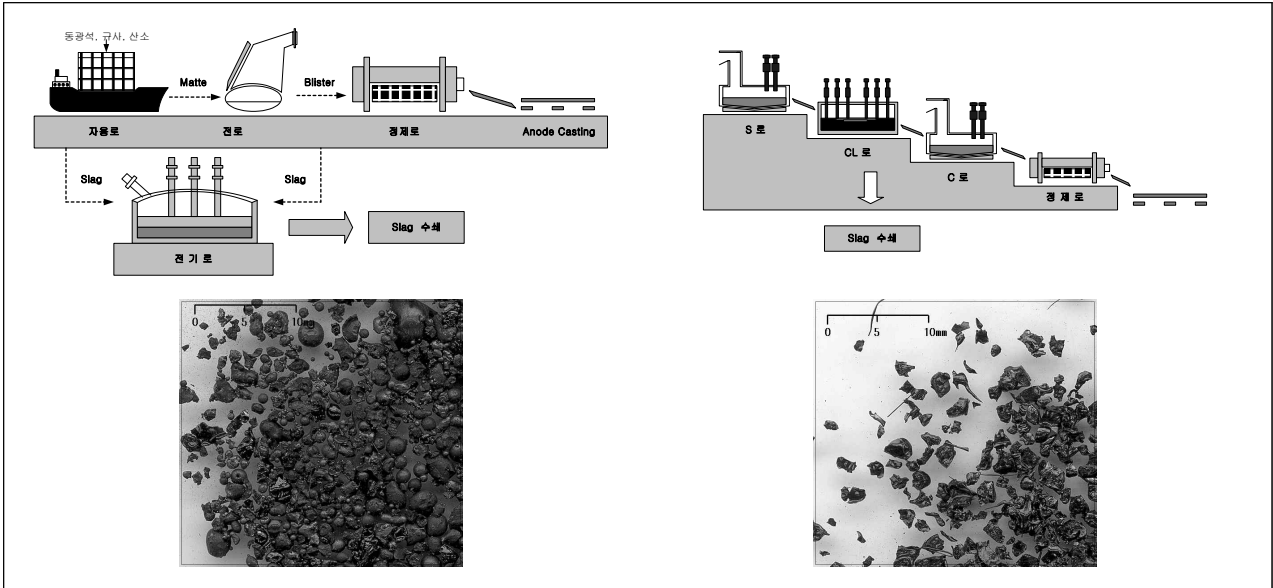 동광석, 규사, 산소
Matte
Blister
자용로
전로
정제로
Anode Casting
Slag
Slag
전 기 로
Slag 수쇄
0 5 10mm
S 로
CL 로
C 로
정 제 로
Slag 수쇄
0 5 10mm